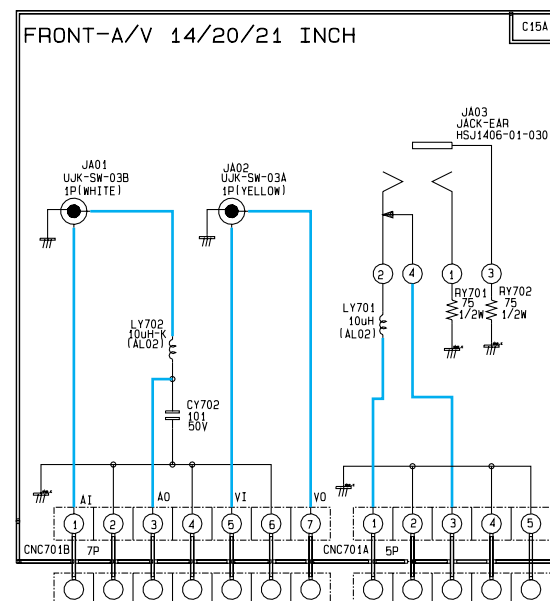 FRONT-A/V 14/20/21 INCH
C15A
JA03
JACK-EAR
HSJ1406-01-030
JA01
UJK-SW-03B
1P(WHITE)
JA02
UJK-SW-03A
1P(YELLOW)
2
4
1
3
LY701
10uH
(AL02)
RY701
75
1/2W
RY702
75
1/2W
LY702
10uH-K
(AL02)
CY702
101
50V
AI
AO
VI
VO
1
2
3
4
5
6
7
1
2
3
4
5
CNC701B
7P
CNC701A
5P